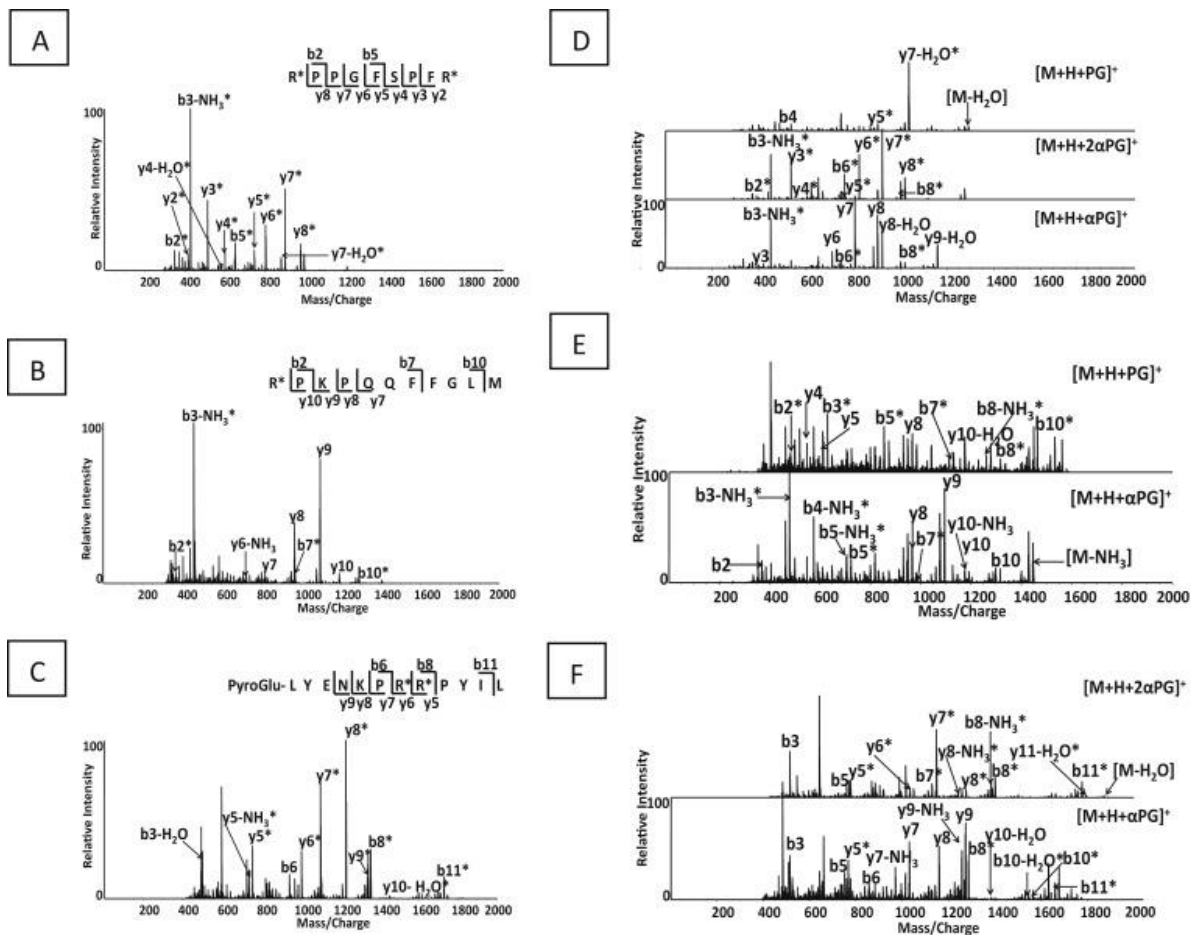 A
b2 b5
R* P P G F S P F R*
y8 y7 y6 y5 y4 y3 y2
100
b3-NH3*
y4-H2O*
y2*
b2*
y3*
y4*
b5*
y5*
y6*
y7*
y8*
y7-H2O*
Relative Intensity
0
200 400 600 800 1000 1200 1400 1600 1800 2000
Mass/Charge
B
b2 b7 b10
R* P K P Q Q F F G L M
y10 y9 y8 y7
b3-NH3*
100
y9
y8
b2*
y6-NH3
y7
b7*
y10
b10*
Relative Intensity
0
200 400 600 800 1000 1200 1400 1600 1800 2000
Mass/Charge
C
b6 b8 b11
PyroGlu- L Y E N K P R* R* P Y I L
y9 y8 y7 y6 y5
100
y8*
y7*
b3-H2O
y5-NH3*
y5*
b6
y6*
y9*
b8*
y10- H2O*
b11*
Relative Intensity
0
200 400 600 800 1000 1200 1400 1600 1800 2000
Mass/Charge
D
y7-H2O*
[M+H+PG]+
[M-H2O]
b4
y5*
b3-NH3*
y3*
y6*
y7*
[M+H+2αPG]+
b2*
y4*
b6*
y5*
y8*
b8*
100
b3-NH3*
y7
y8
[M+H+αPG]+
y8-H2O
y9-H2O
y3
y6
b6*
b8*
Relative Intensity
0
200 400 600 800 1000 1200 1400 1600 1800 2000
Mass/Charge
E
[M+H+PG]+
b2*
y4
b3*
y5
b5*
y8
b7*
y10-H2O
b8-NH3*
b8*
b10*
100
b3-NH3*
y9
[M+H+αPG]+
b4-NH3*
b5-NH3*
b5*
y8
b7*
y10-NH3
y10
b10
[M-NH3]
b2
Relative Intensity
0
200 400 600 800 1000 1200 1400 1600 1800 2000
Mass/Charge
F
[M+H+2αPG]+
b3
y7*
b8-NH3*
y6*
y8-NH3*
y11-H2O*
b5
y5*
b7*
y8*
b8*
b11*
[M-H2O]
100
y9-NH3
y9
[M+H+αPG]+
b3
y5*
y7
y8
y10-H2O
b5
b6
y7-NH3
b8*
b10-H2O*
b10*
b11*
Relative Intensity
0
200 400 600 800 1000 1200 1400 1600 1800 2000
Mass/Charge